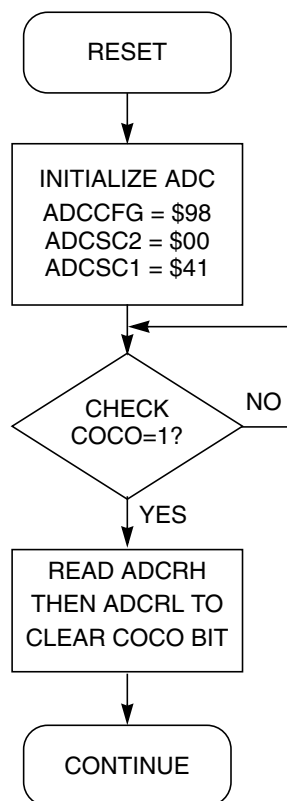 RESET
INITIALIZE ADC
ADCCFG = $98
ADCSC2 = $00
ADCSC1 = $41
CHECK
COCO=1?
NO
YES
READ ADCRH
THEN ADCRL TO
CLEAR COCO BIT
CONTINUE